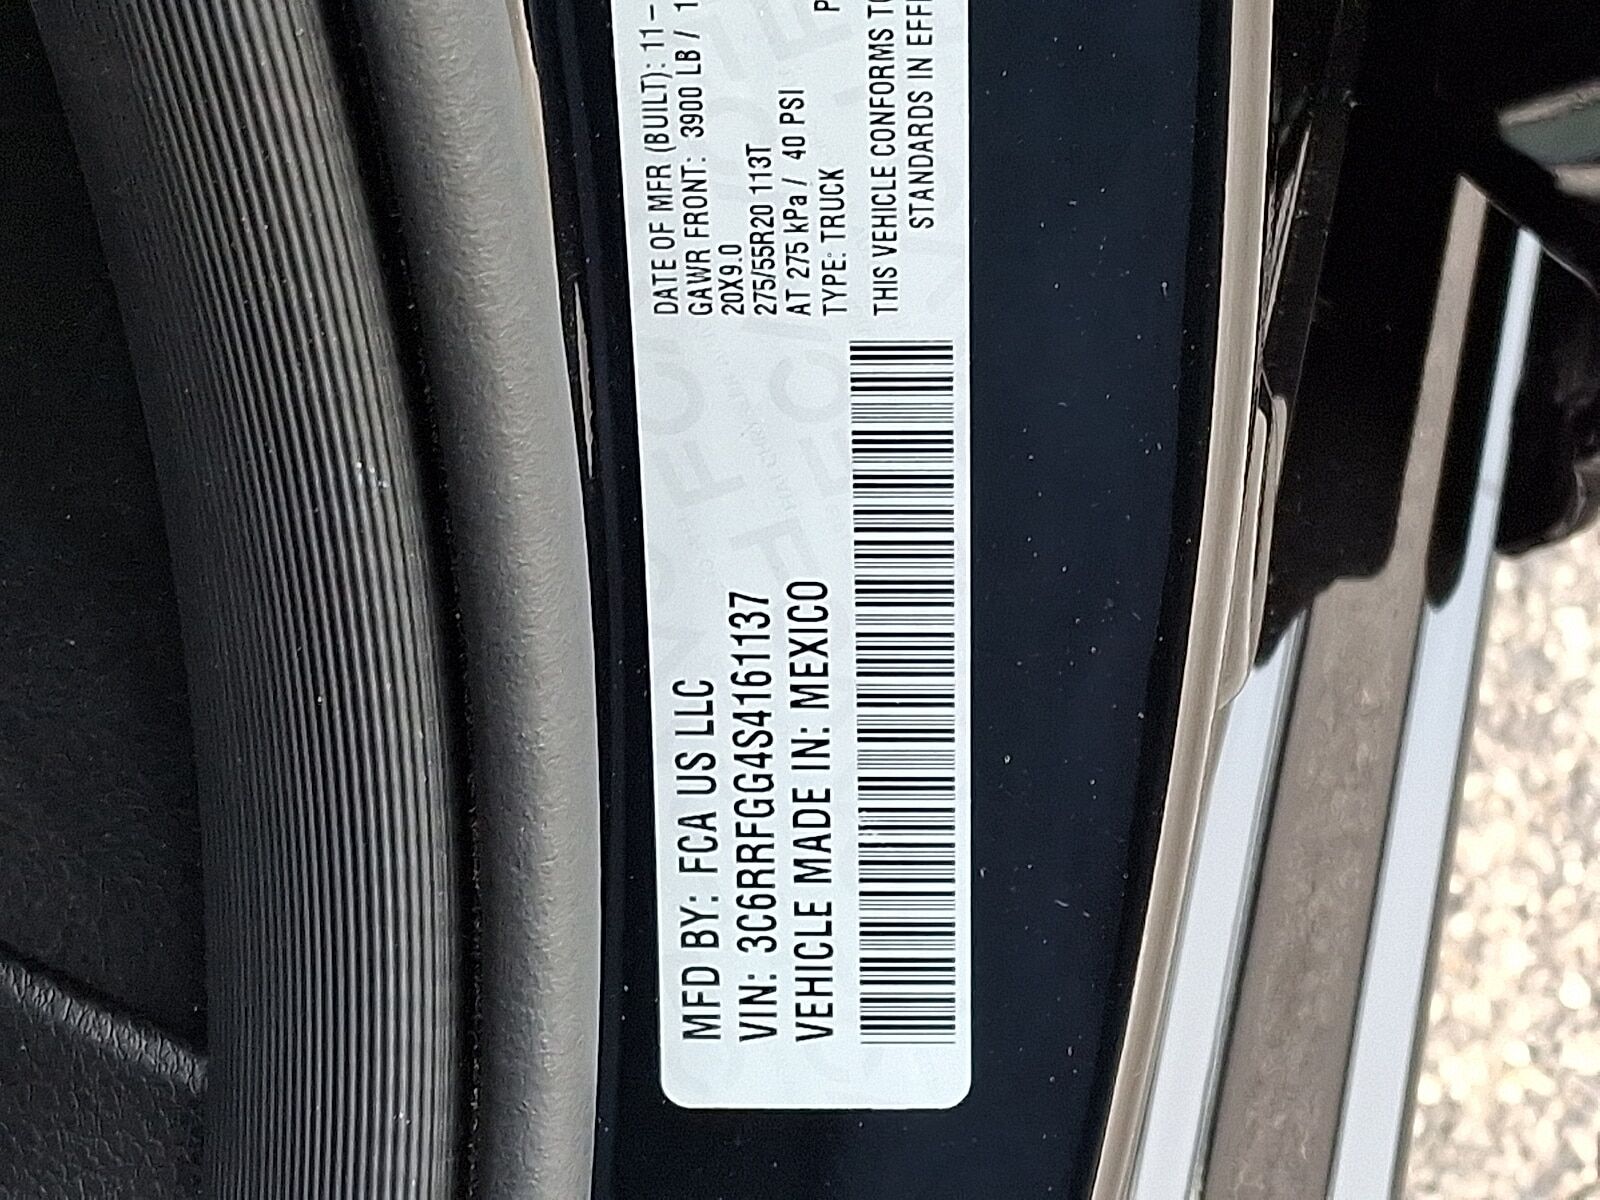 MFD BY: FCA US LLC
VIN: 3C6RRFGG4S4161137
VEHICLE MADE IN: MEXICO
DATE OF MFR (BUILT): 11-
GAWR FRONT: 3900 LB / 1
20X9.0
275/55R20 113T
AT 275 kPa / 40 PSI P
TYPE: TRUCK
THIS VEHICLE CONFORMS TO
STANDARDS IN EFFE